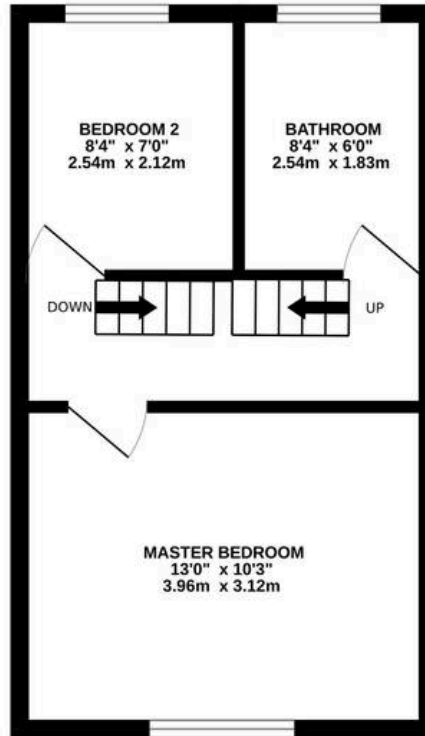 BEDROOM 2
8'4" x 7'0"
2.54m x 2.12m
BATHROOM
8'4" x 6'0"
2.54m x 1.83m
DOWN
UP
MASTER BEDROOM
13'0" x 10'3"
3.96m x 3.12m